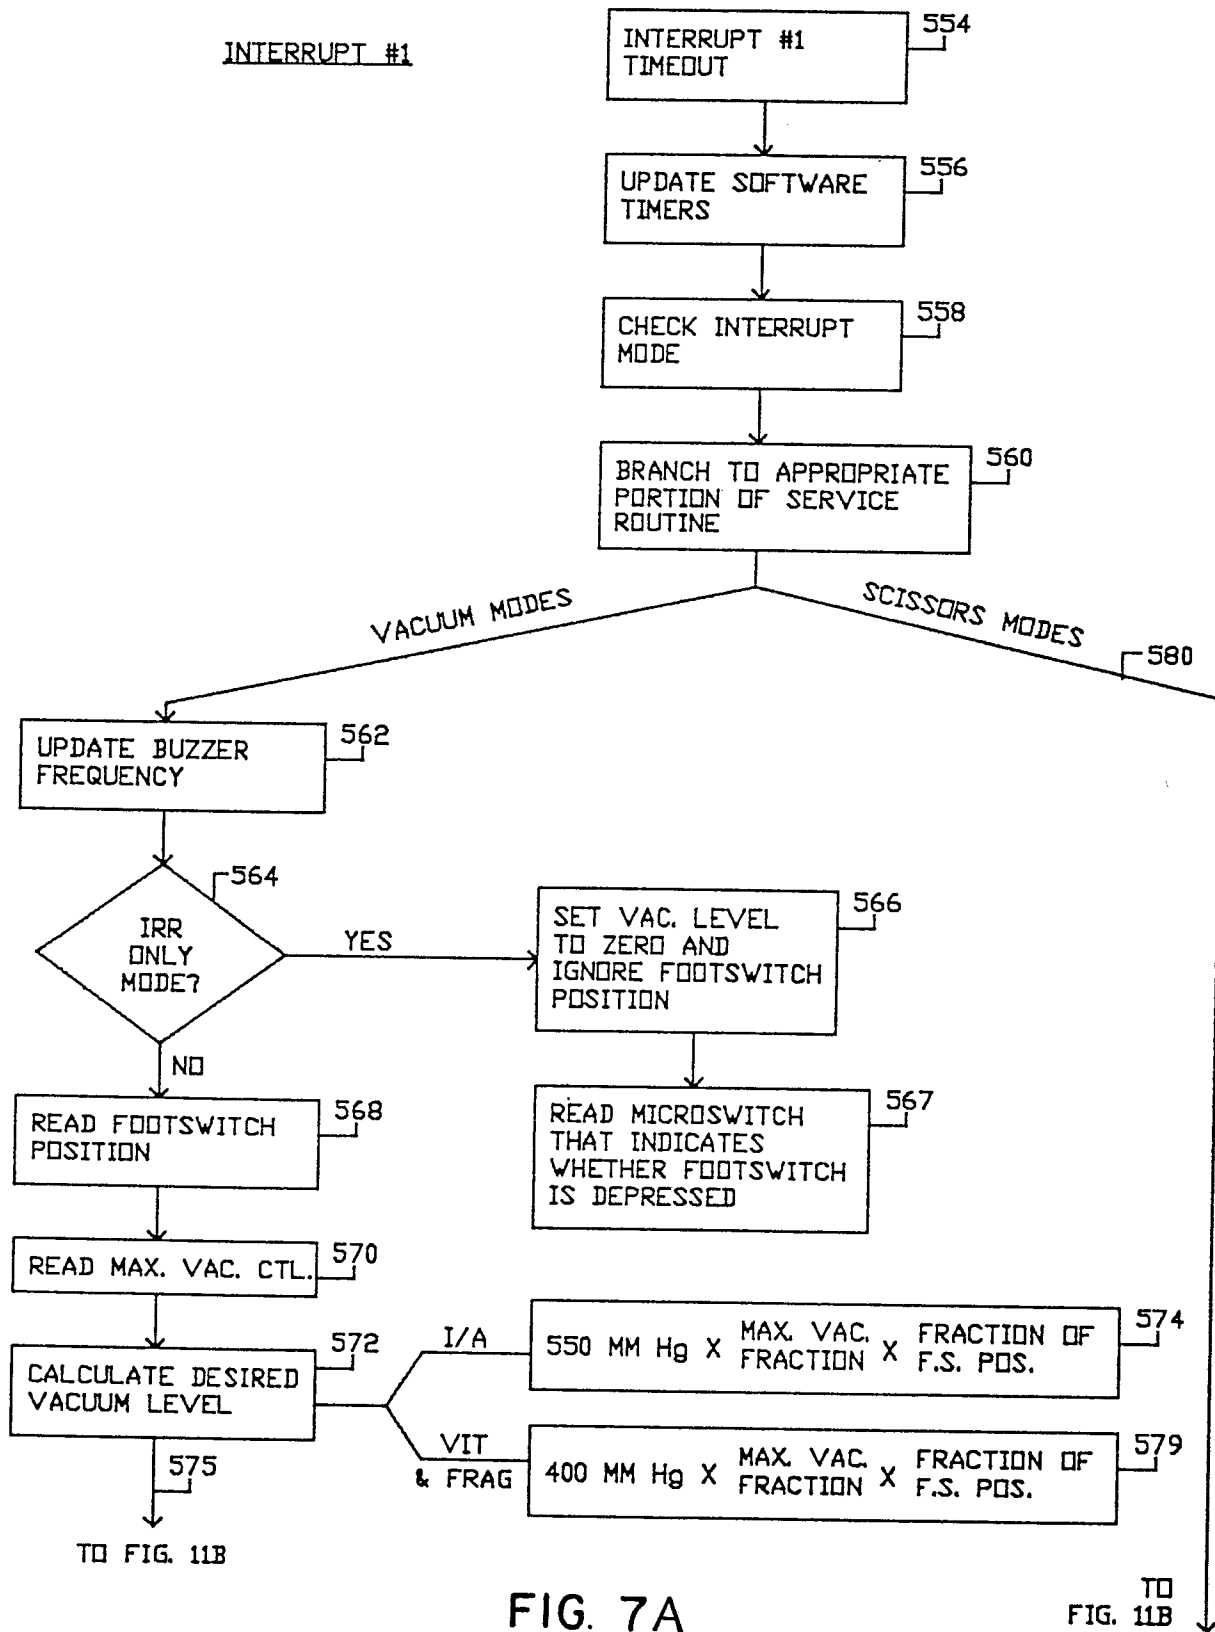 INTERRUPT #1
INTERRUPT #1
TIMEOUT
554
UPDATE SOFTWARE
TIMERS
556
CHECK INTERRUPT
MODE
558
BRANCH TO APPROPRIATE
PORTION OF SERVICE
ROUTINE
560
VACUUM MODES
SCISSORS MODES
580
UPDATE BUZZER
FREQUENCY
562
564
IRR
ONLY
MODE?
YES
NO
SET VAC. LEVEL
TO ZERO AND
IGNORE FOOTSWITCH
POSITION
566
READ MICROSWITCH
THAT INDICATES
WHETHER FOOTSWITCH
IS DEPRESSED
567
READ FOOTSWITCH
POSITION
568
READ MAX. VAC. CTL.
570
CALCULATE DESIRED
VACUUM LEVEL
572
I/A
550 MM Hg X MAX. VAC. FRACTION X FRACTION OF F.S. POS.
574
VIT
& FRAG
400 MM Hg X MAX. VAC. FRACTION X FRACTION OF F.S. POS.
579
575
TO FIG. 11B
TO
FIG. 11B
FIG. 7A